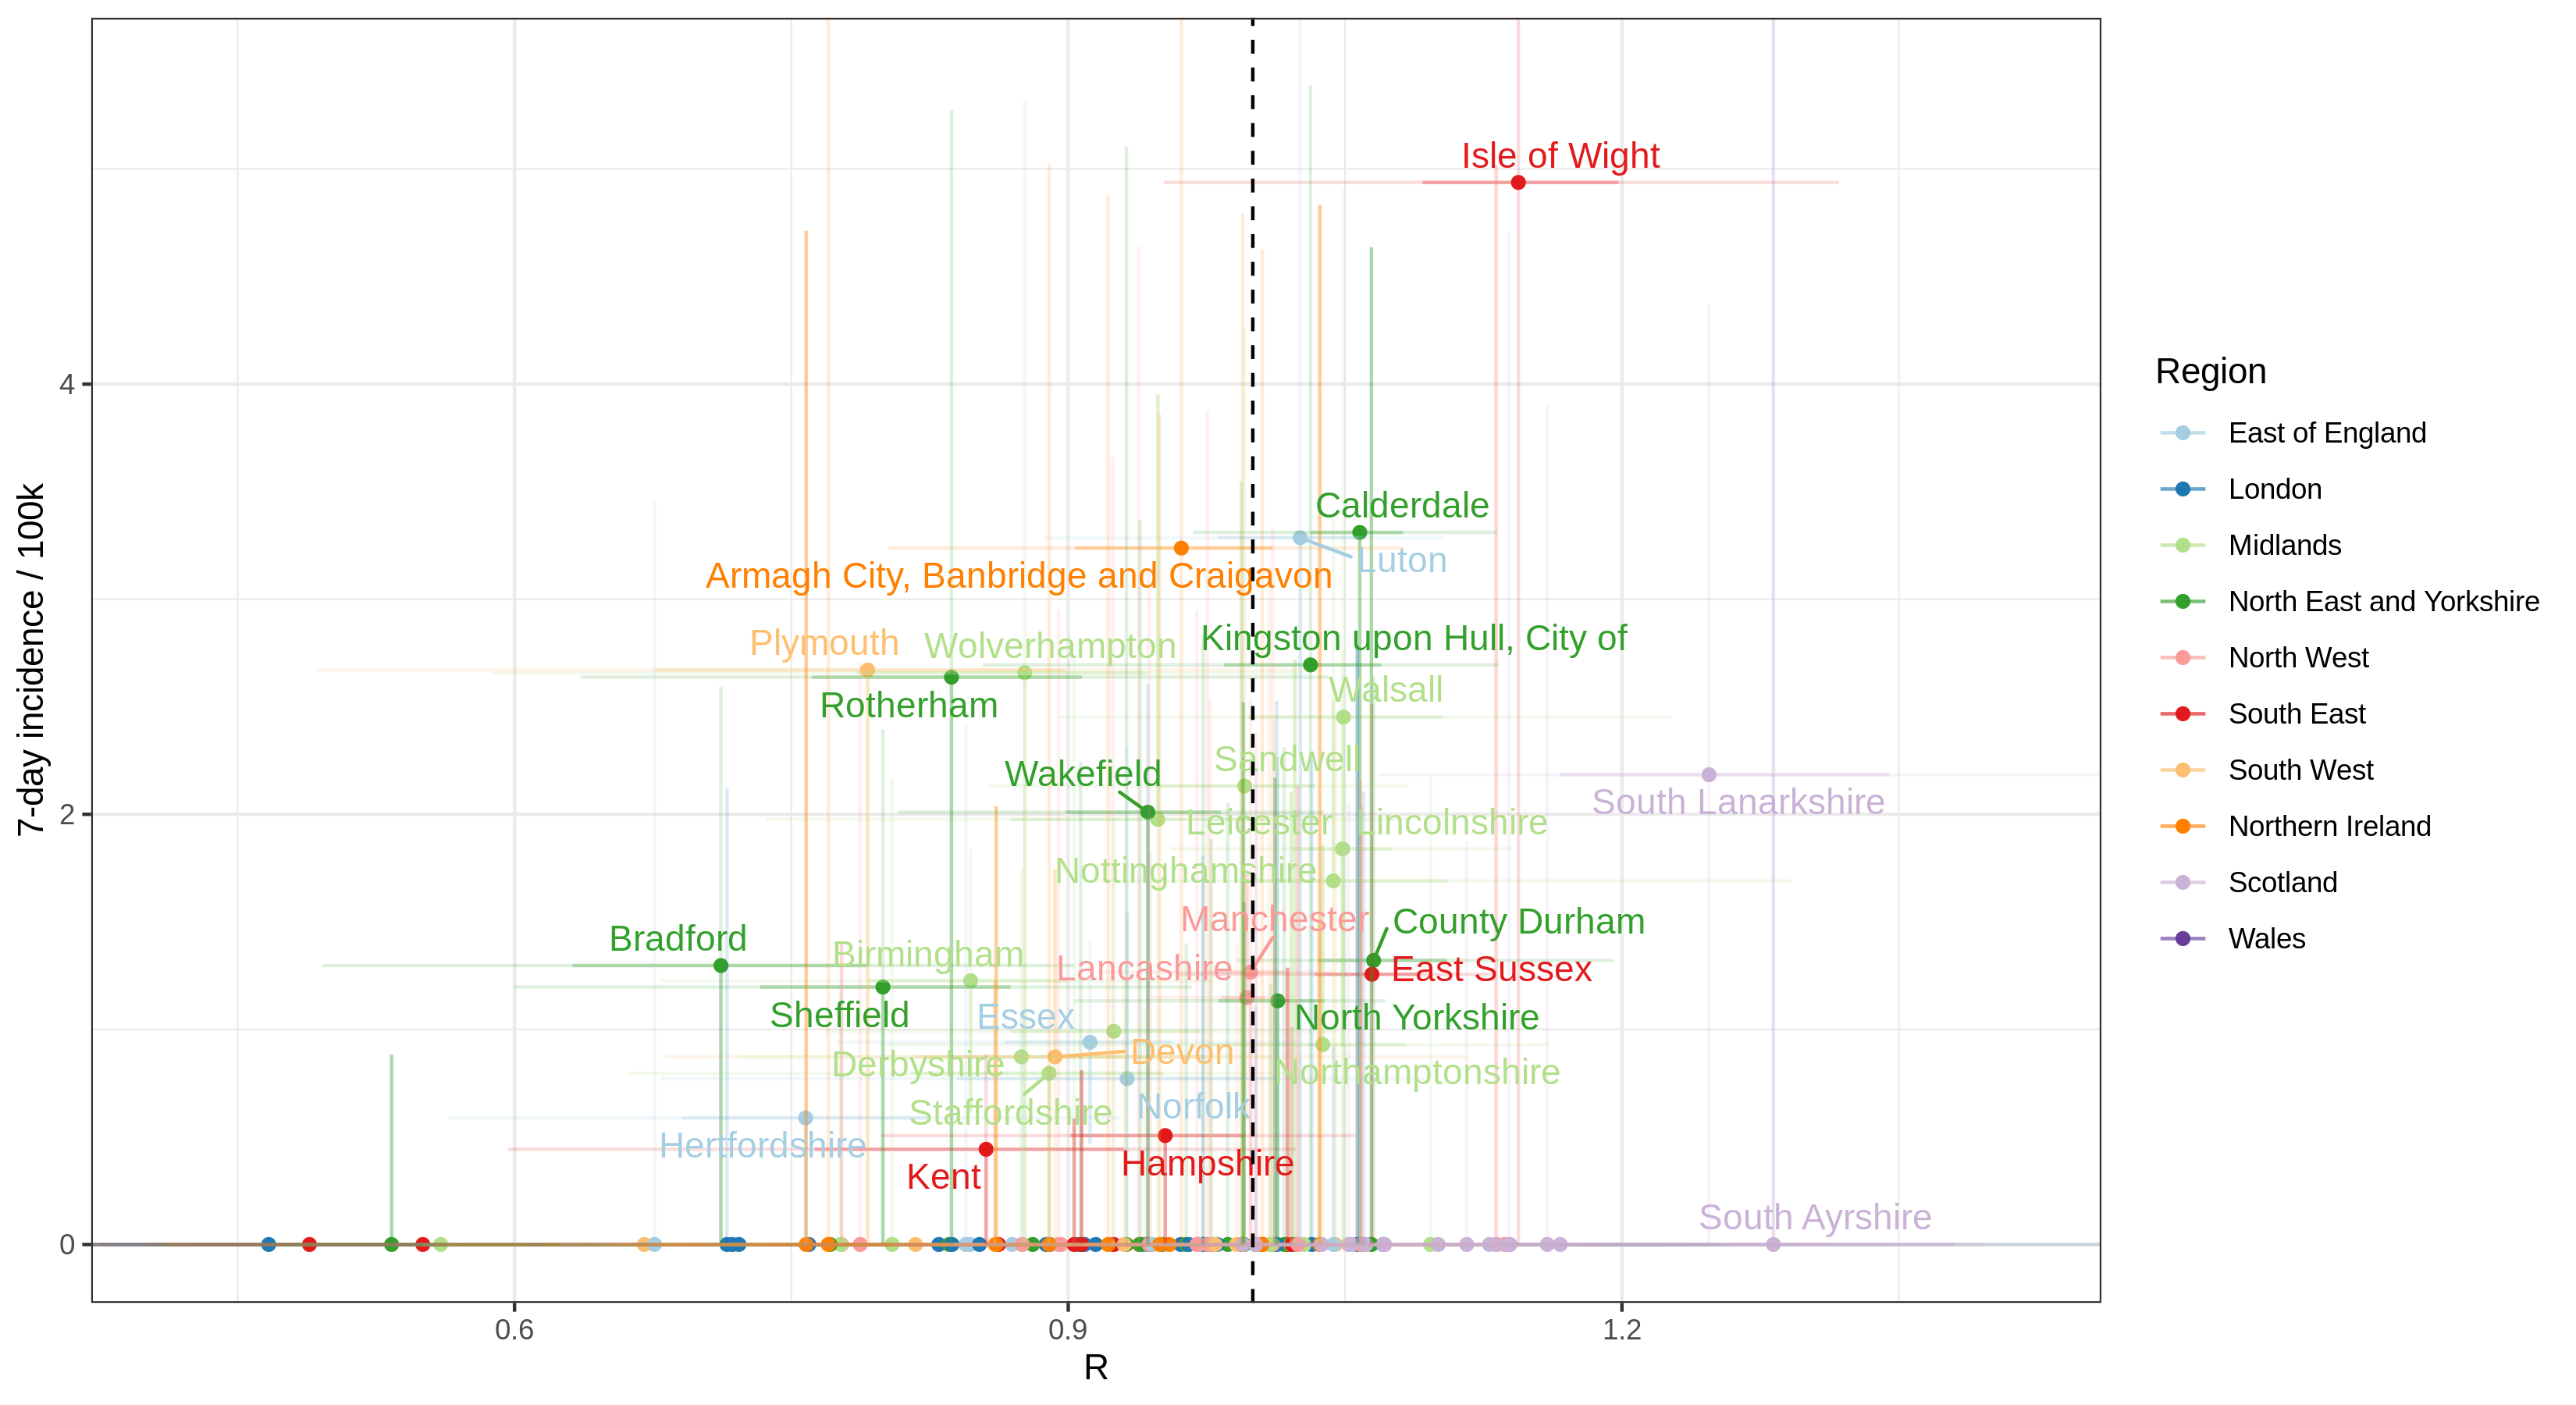 Isle of Wight
4
Calderdale
Luton
Armagh City, Banbridge and Craigavon
Plymouth
Wolverhampton
Kingston upon Hull, City of
Rotherham
Walsall
Sandwell
Wakefield
South Lanarkshire
2
Leicester
Lincolnshire
Nottinghamshire
Manchester
County Durham
Bradford
Birmingham
Lancashire
East Sussex
Sheffield
Essex
North Yorkshire
Devon
Derbyshire
Northamptonshire
Staffordshire
Norfolk
Hertfordshire
Kent
Hampshire
South Ayrshire
0
0.6
0.9
1.2
R
7-day incidence / 100k
Region
East of England
London
Midlands
North East and Yorkshire
North West
South East
South West
Northern Ireland
Scotland
Wales